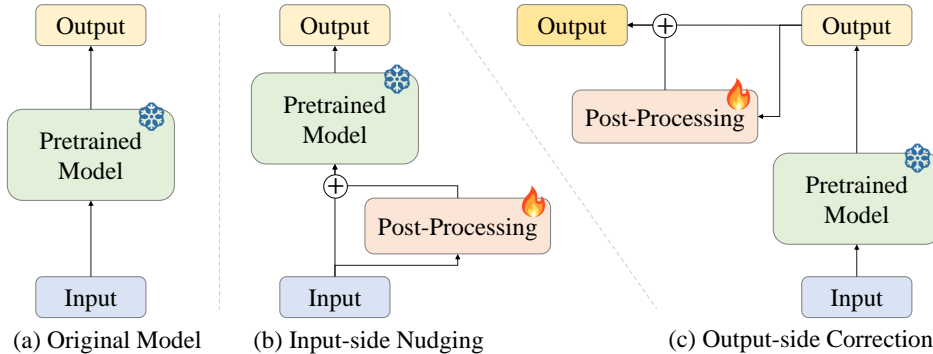 Output
Pretrained
Model
Input
(a) Original Model
Output
Pretrained
Model
Post-Processing
Input
(b) Input-side Nudging
Output
Output
Post-Processing
Pretrained
Model
Input
(c) Output-side Correction